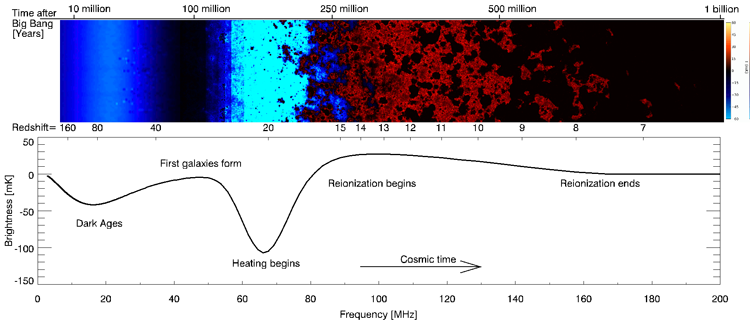 Time after
Big Bang
[Years]
10 million 100 million 250 million 500 million 1 billion
Redshift= 160 80 40 20 15 14 13 12 11 10 9 8 7
Brightness [mK]
50
0
-50
-100
-150
First galaxies form
Dark Ages
Heating begins
Reionization begins
Reionization ends
Cosmic time
0 20 40 60 80 100 120 140 160 180 200
Frequency [MHz]